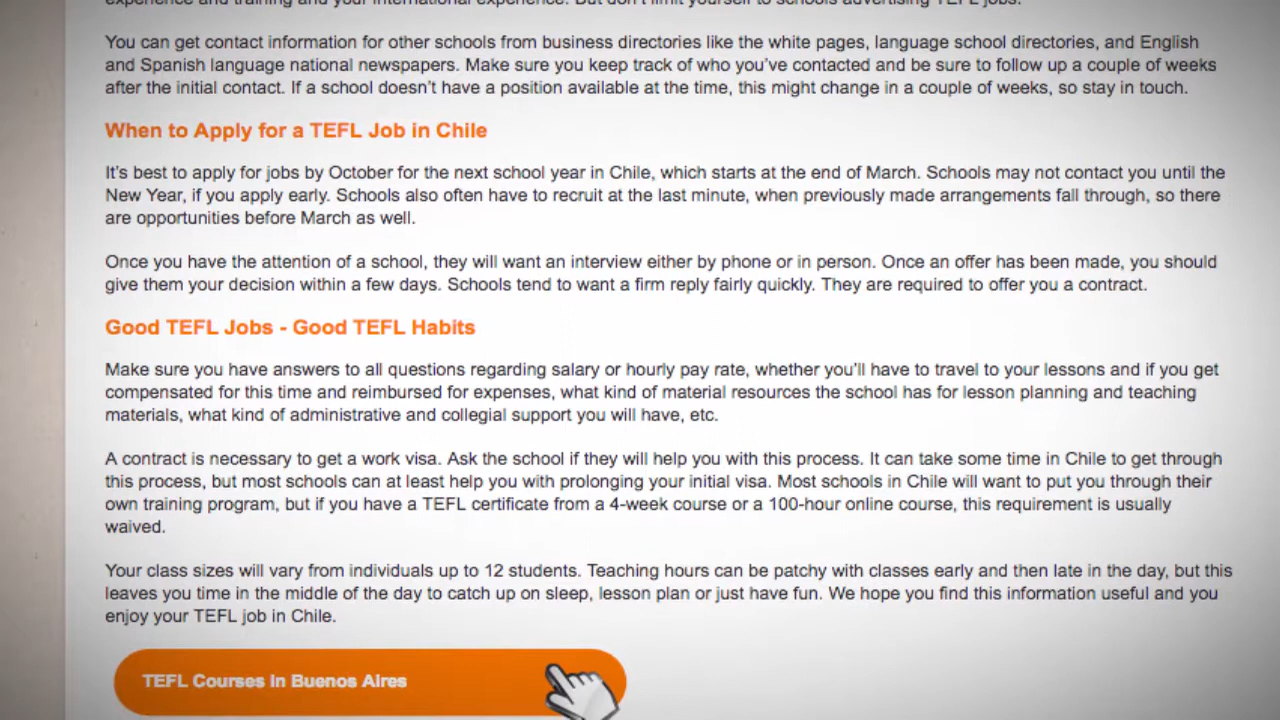 experience and training and your international experience. But don't limit yourself to schools advertising TEFL jobs.
You can get contact information for other schools from business directories like the white pages, language school directories, and English
and Spanish language national newspapers. Make sure you keep track of who you've contacted and be sure to follow up a couple of weeks
after the initial contact. If a school doesn't have a position available at the time, this might change in a couple of weeks, so stay in touch.
When to Apply for a TEFL Job in Chile
It's best to apply for jobs by October for the next school year in Chile, which starts at the end of March. Schools may not contact you until the
New Year, if you apply early. Schools also often have to recruit at the last minute, when previously made arrangements fall through, so there
are opportunities before March as well.
Once you have the attention of a school, they will want an interview either by phone or in person. Once an offer has been made, you should
give them your decision within a few days. Schools tend to want a firm reply fairly quickly. They are required to offer you a contract.
Good TEFL Jobs - Good TEFL Habits
Make sure you have answers to all questions regarding salary or hourly pay rate, whether you'll have to travel to your lessons and if you get
compensated for this time and reimbursed for expenses, what kind of material resources the school has for lesson planning and teaching
materials, what kind of administrative and collegial support you will have, etc.
A contract is necessary to get a work visa. Ask the school if they will help you with this process. It can take some time in Chile to get through
this process, but most schools can at least help you with prolonging your initial visa. Most schools in Chile will want to put you through their
own training program, but if you have a TEFL certificate from a 4-week course or a 100-hour online course, this requirement is usually
waived.
Your class sizes will vary from individuals up to 12 students. Teaching hours can be patchy with classes early and then late in the day, but this
leaves you time in the middle of the day to catch up on sleep, lesson plan or just have fun. We hope you find this information useful and you
enjoy your TEFL job in Chile.
TEFL Courses In Buenos Aires